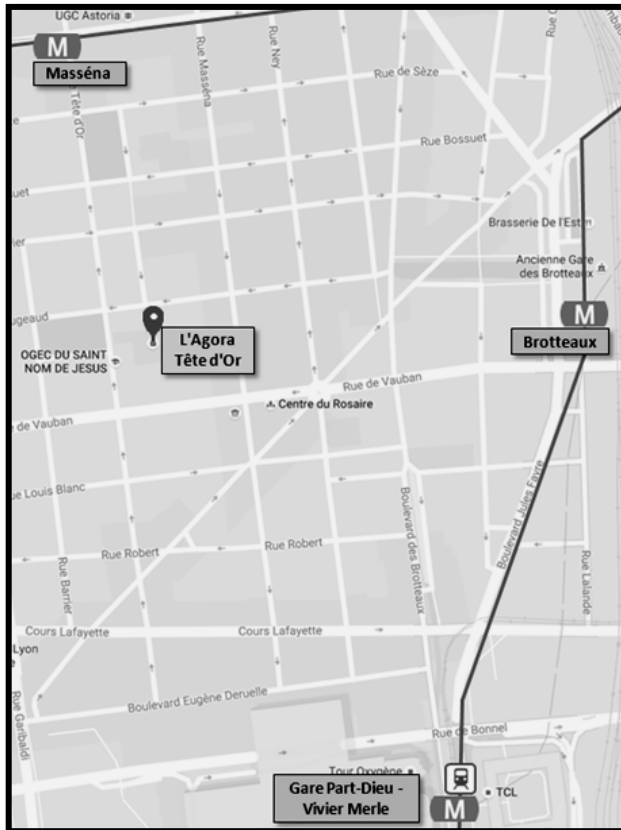 UGC Astoria
M
Masséna
Tête d'Or
Rue Masséna
Rue Ney
Rue de Sèze
Rue Bossuet
Brasserie De l'Est
Ancienne Gare
des Brotteaux
M
Brotteaux
ugeaud
L'Agora
Tête d'Or
OGEC DU SAINT
NOM DE JESUS
Rue de Vauban
Centre du Rosaire
e de Vauban
ue Louis Blanc
Boulevard des Brotteaux
Boulevard Jules Favre
Rue Lalande
Rue Robert
Rue Robert
Rue Barrier
Cours Lafayette
Cours Lafayette
Lyon
Rue Garibaldi
Boulevard Eugène Deruelle
Rue de Bonnel
Tour Oxygène
Gare Part-Dieu -
Vivier Merle
M
TCL